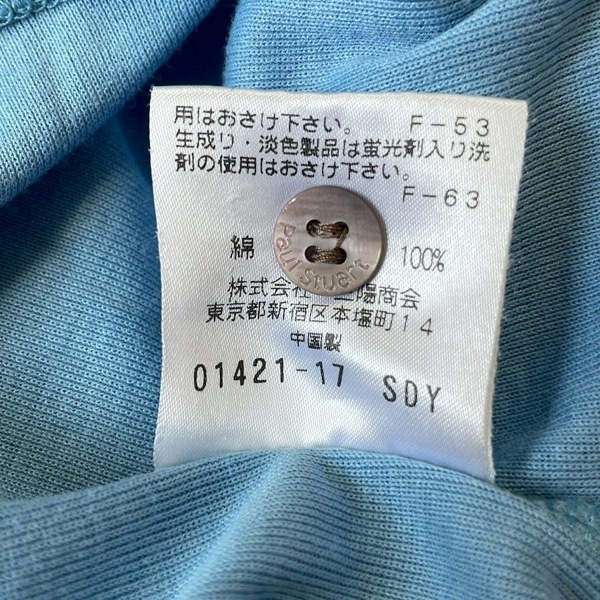 用はおさけ下さい。 F-53
生成り・淡色製品は蛍光剤入り洗
剤の使用はおさけ下さい。
F-63
綿 100%
Paul Stuart
株式会社 陽商会
東京都新宿区本塩町14
中国製
01421-17 SDY